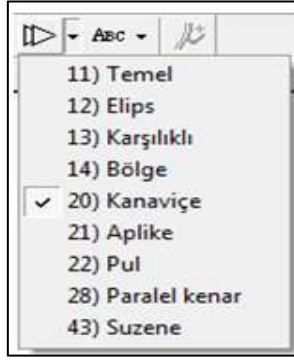 ABC
11) Temel
12) Elips
13) Karşılıklı
14) Bölge
20) Kanaviçe
21) Aplike
22) Pul
28) Paralel kenar
43) Suzene